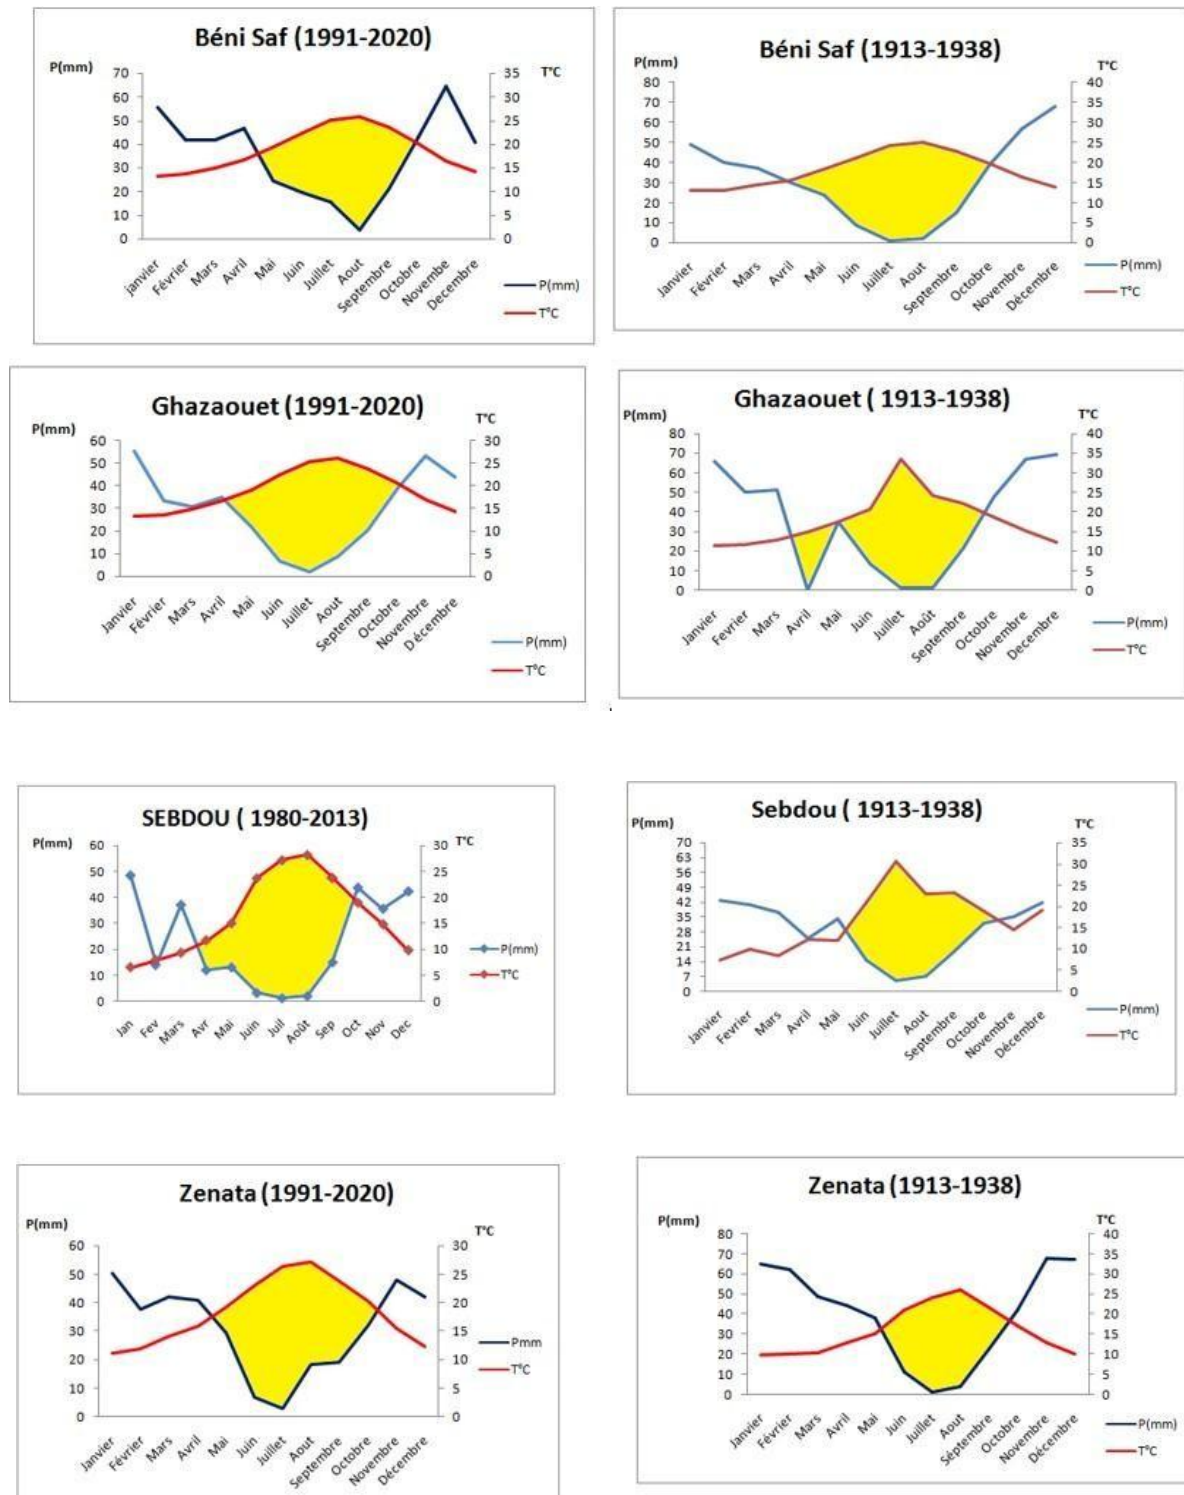 Béni Saf (1991-2020)
P(mm)
T°C
70
60
50
40
30
20
10
0
35
30
25
20
15
10
5
0
janvier
Février
Mars
Avril
Mai
Juin
Juillet
Aout
Septembre
Octobre
Novembe
Decembre
P(mm)
T°C
Béni Saf (1913-1938)
P(mm)
T°C
80
70
60
50
40
30
20
10
0
40
35
30
25
20
15
10
5
0
Janvier
Février
Mars
Avril
Mai
Juin
Juillet
Aout
Septembre
Octobre
Novembre
Décembre
P(mm)
T°C
Ghazaouet (1991-2020)
P(mm)
T°C
60
50
40
30
20
10
0
30
25
20
15
10
5
0
Janvier
Février
Mars
Avril
Mai
Juin
Juillet
Aout
Septembre
Octobre
Novembre
Décembre
P(mm)
T°C
Ghazaouet ( 1913-1938)
P(mm)
T°C
80
70
60
50
40
30
20
10
0
40
35
30
25
20
15
10
5
0
Janvier
Fevrier
Mars
Avril
Mai
Juin
Juillet
Août
Septembre
Octobre
Novembre
Decembre
P(mm)
T°C
SEBDOU ( 1980-2013)
P(mm)
T°C
60
50
40
30
20
10
0
30
25
20
15
10
5
0
Jan
Fev
Mars
Avr
Mai
Juin
Juil
Août
Sep
Oct
Nov
Dec
P(mm)
T°C
Sebdou ( 1913-1938)
P(mm)
T°C
70
63
56
49
42
35
28
21
14
7
0
35
30
25
20
15
10
5
0
Janvier
Fevrier
Mars
Avril
Mai
Juin
Juillet
Aout
Septembre
Octobre
Novembre
Décembre
P(mm)
T°C
Zenata (1991-2020)
P(mm)
T°C
60
50
40
30
20
10
0
30
25
20
15
10
5
0
Janvier
Février
Mars
Avril
Mai
Juin
Juillet
Aout
Septembre
Octobre
Novembre
Décembre
Pmm
T°C
Zenata (1913-1938)
P(mm)
T°C
80
70
60
50
40
30
20
10
0
40
35
30
25
20
15
10
5
0
Janvier
Février
Mars
Avril
Mai
Juin
Juillet
Aout
Séptembre
Octobre
Novembre
Décembre
P(mm)
T°C